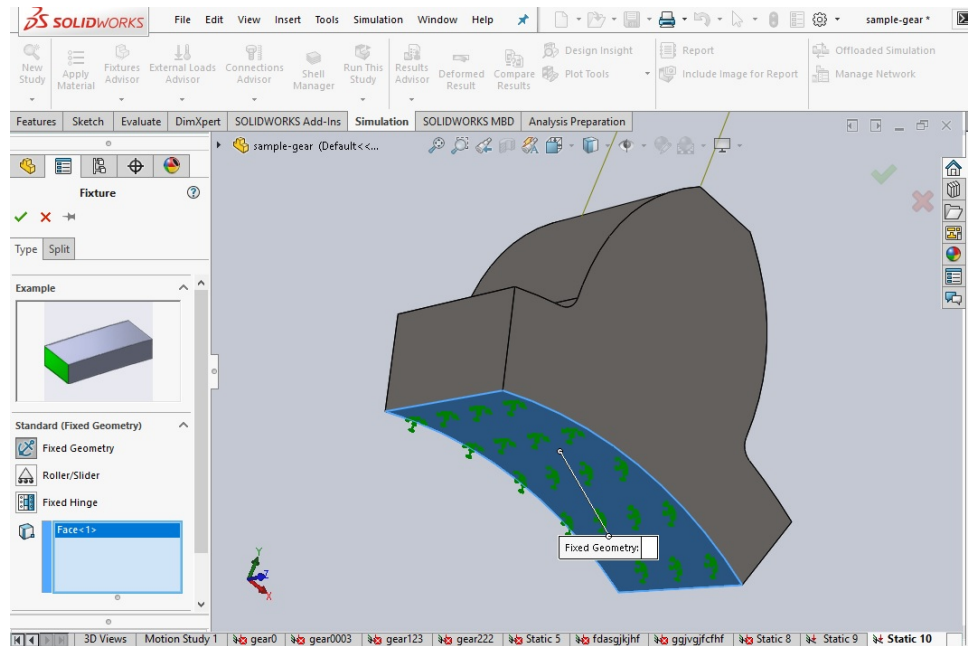 SOLIDWORKS File Edit View Insert Tools Simulation Window Help sample-gear *
New Study
Apply Material
Fixtures Advisor
External Loads Advisor
Connections Advisor
Shell Manager
Run This Study
Results Advisor
Deformed Result
Compare Results
Design Insight
Plot Tools
Report
Include Image for Report
Offloaded Simulation
Manage Network
Features Sketch Evaluate DimXpert SOLIDWORKS Add-Ins Simulation SOLIDWORKS MBD Analysis Preparation
sample-gear (Default<<...
Fixture
Type Split
Example
Standard (Fixed Geometry)
Fixed Geometry
Roller/Slider
Fixed Hinge
Face<1>
Fixed Geometry:
Y
Z
X
3D Views Motion Study 1 gear0 gear0003 gear123 gear222 Static 5 fdasgjkjhf ggjvgjfcfhf Static 8 Static 9 Static 10